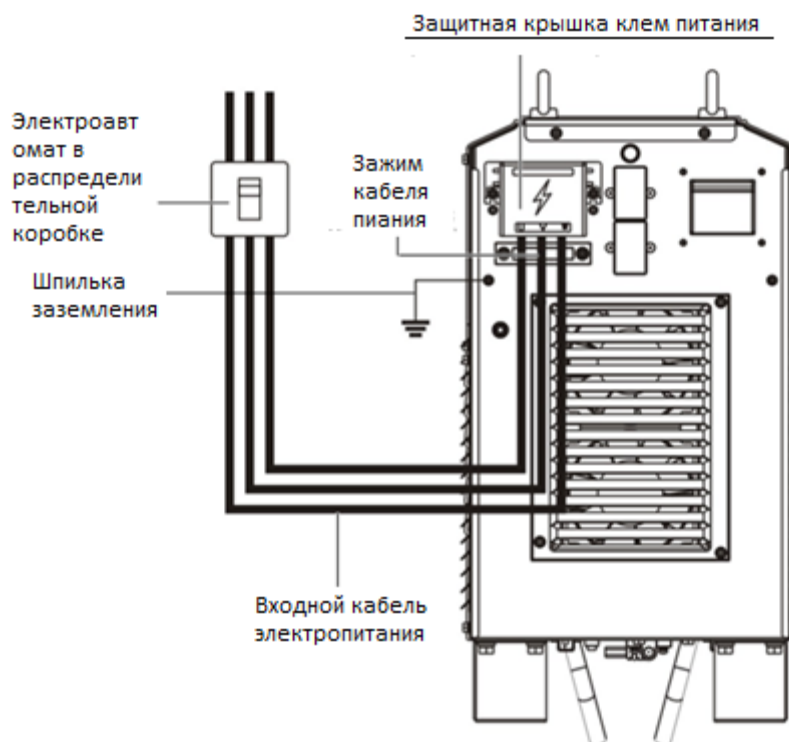 Защитная крышка клем питания
Электроавт
омат в
распредели
тельной
коробке
Зажим
кабеля
пиания
Шпилька
заземления
Входной кабель
электропитания